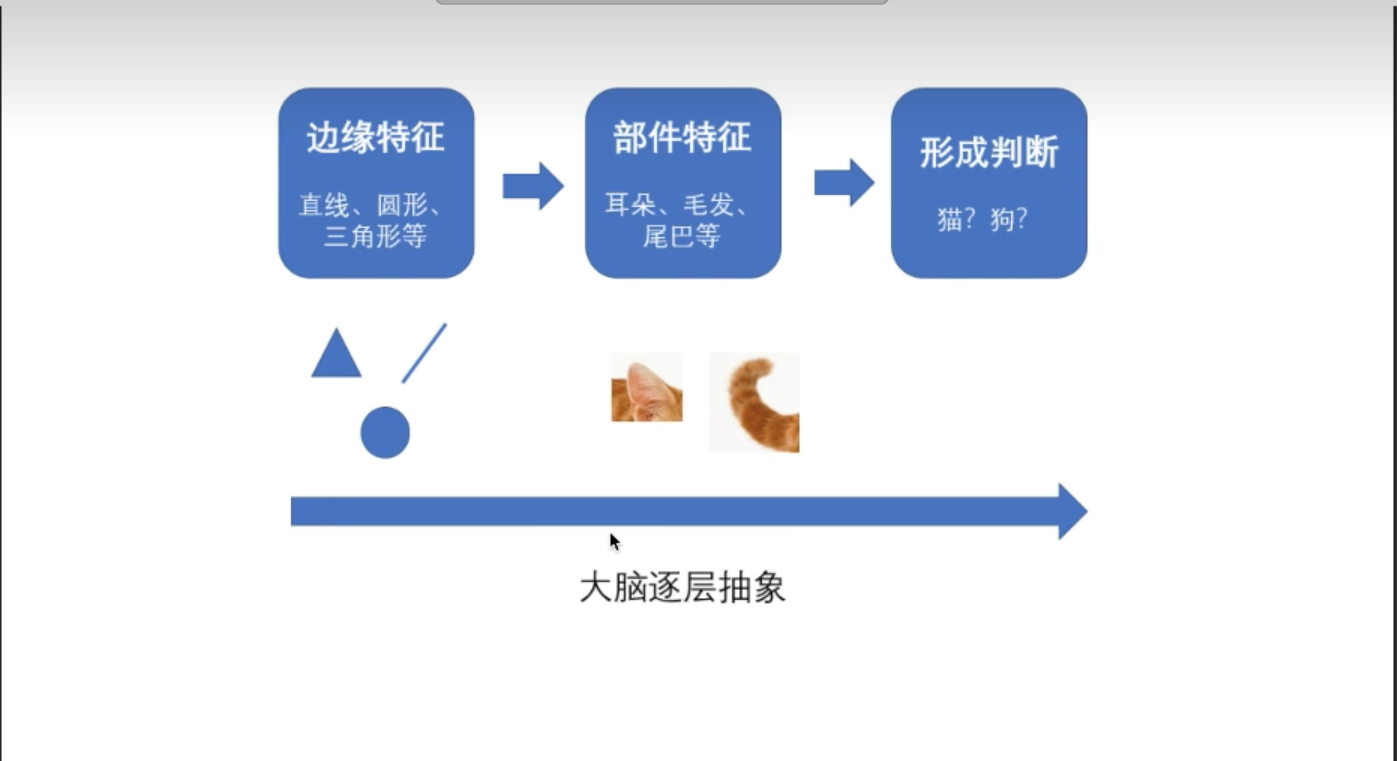 边缘特征
直线、圆形、
三角形等
部件特征
耳朵、毛发、
尾巴等
形成判断
猫？狗？
大脑逐层抽象